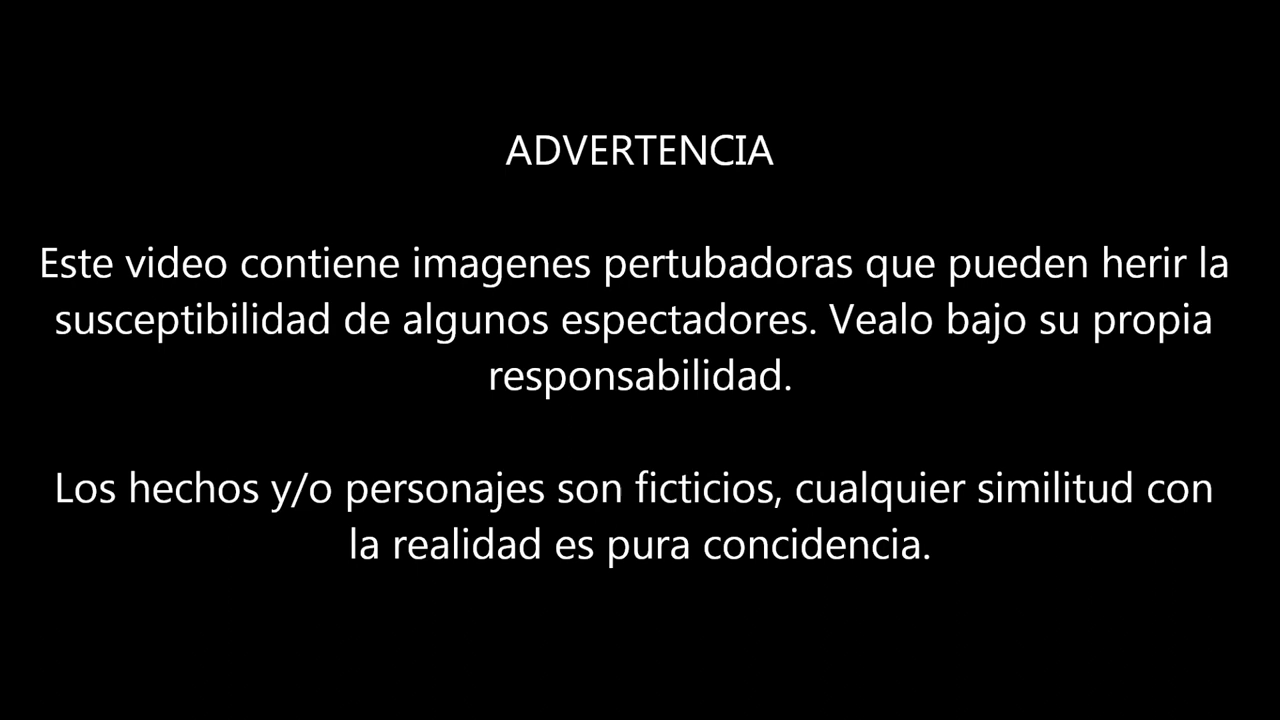 ADVERTENCIA
Este video contiene imagenes pertubadoras que pueden herir la
susceptibilidad de algunos espectadores. Vealo bajo su propia
responsabilidad.
Los hechos y/o personajes son ficticios, cualquier similitud con
la realidad es pura concidencia.